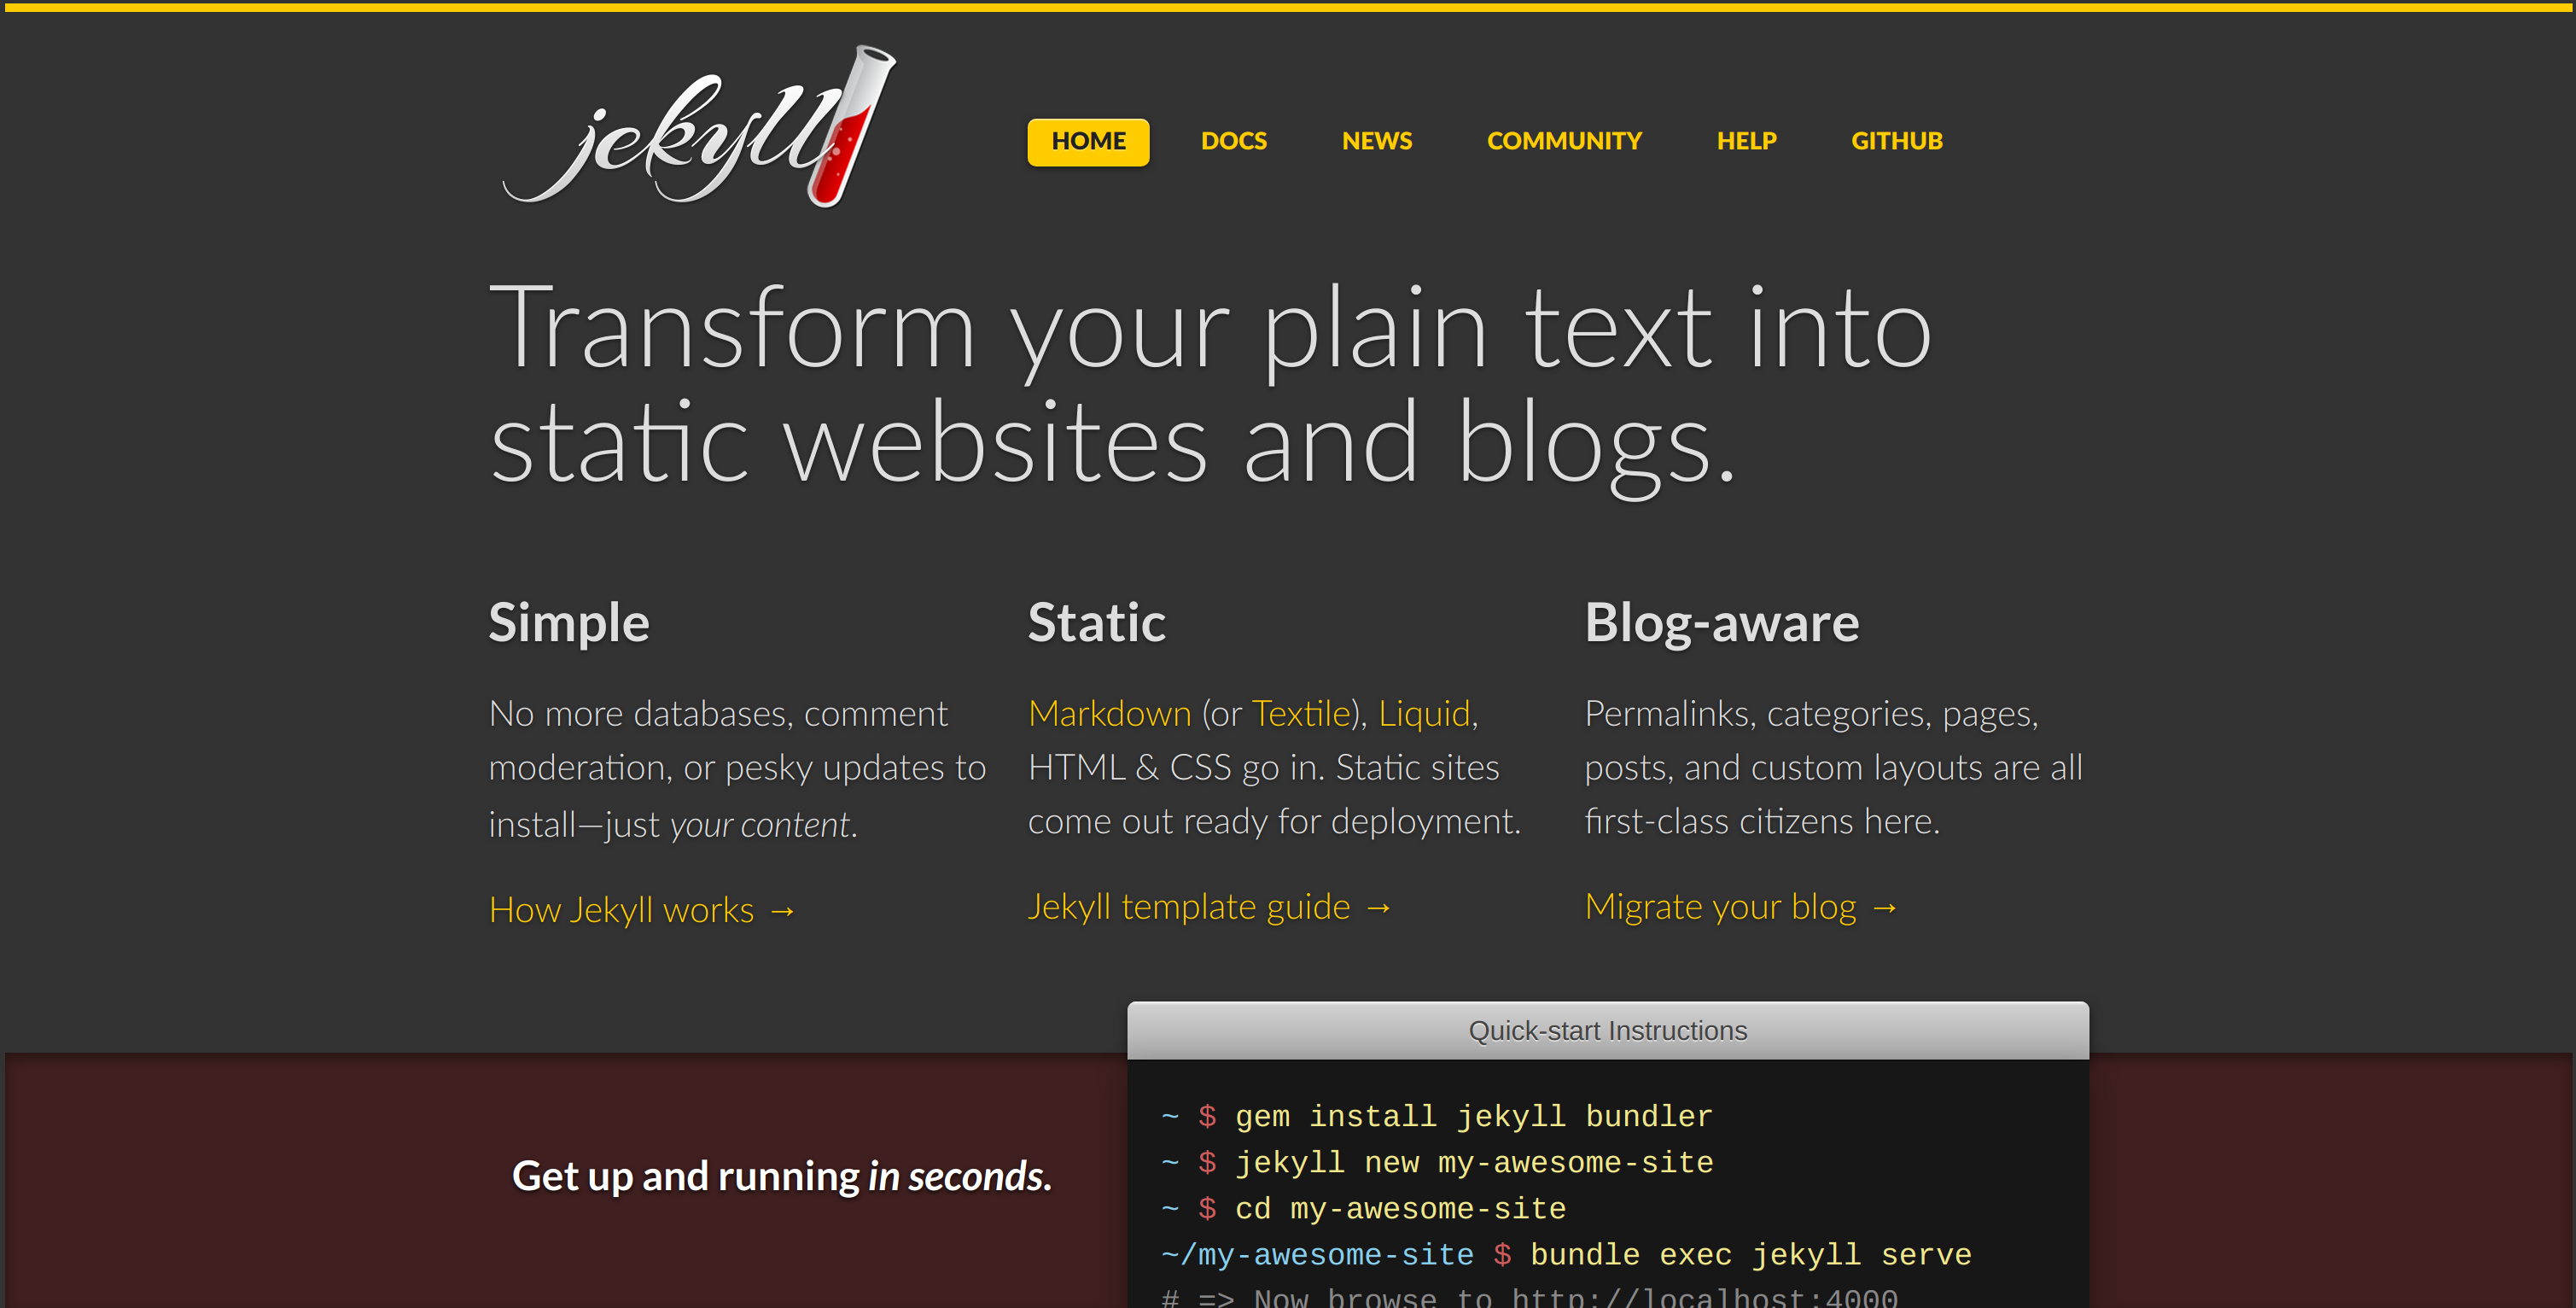 jekyll
HOME DOCS NEWS COMMUNITY HELP GITHUB
Transform your plain text into
static websites and blogs.
Simple
No more databases, comment
moderation, or pesky updates to
install—just your content.
How Jekyll works →
Static
Markdown (or Textile), Liquid,
HTML & CSS go in. Static sites
come out ready for deployment.
Jekyll template guide →
Blog-aware
Permalinks, categories, pages,
posts, and custom layouts are all
first-class citizens here.
Migrate your blog →
Get up and running in seconds.
Quick-start Instructions
~ $ gem install jekyll bundler
~ $ jekyll new my-awesome-site
~ $ cd my-awesome-site
~/my-awesome-site $ bundle exec jekyll serve
# => Now browse to http://localhost:4000